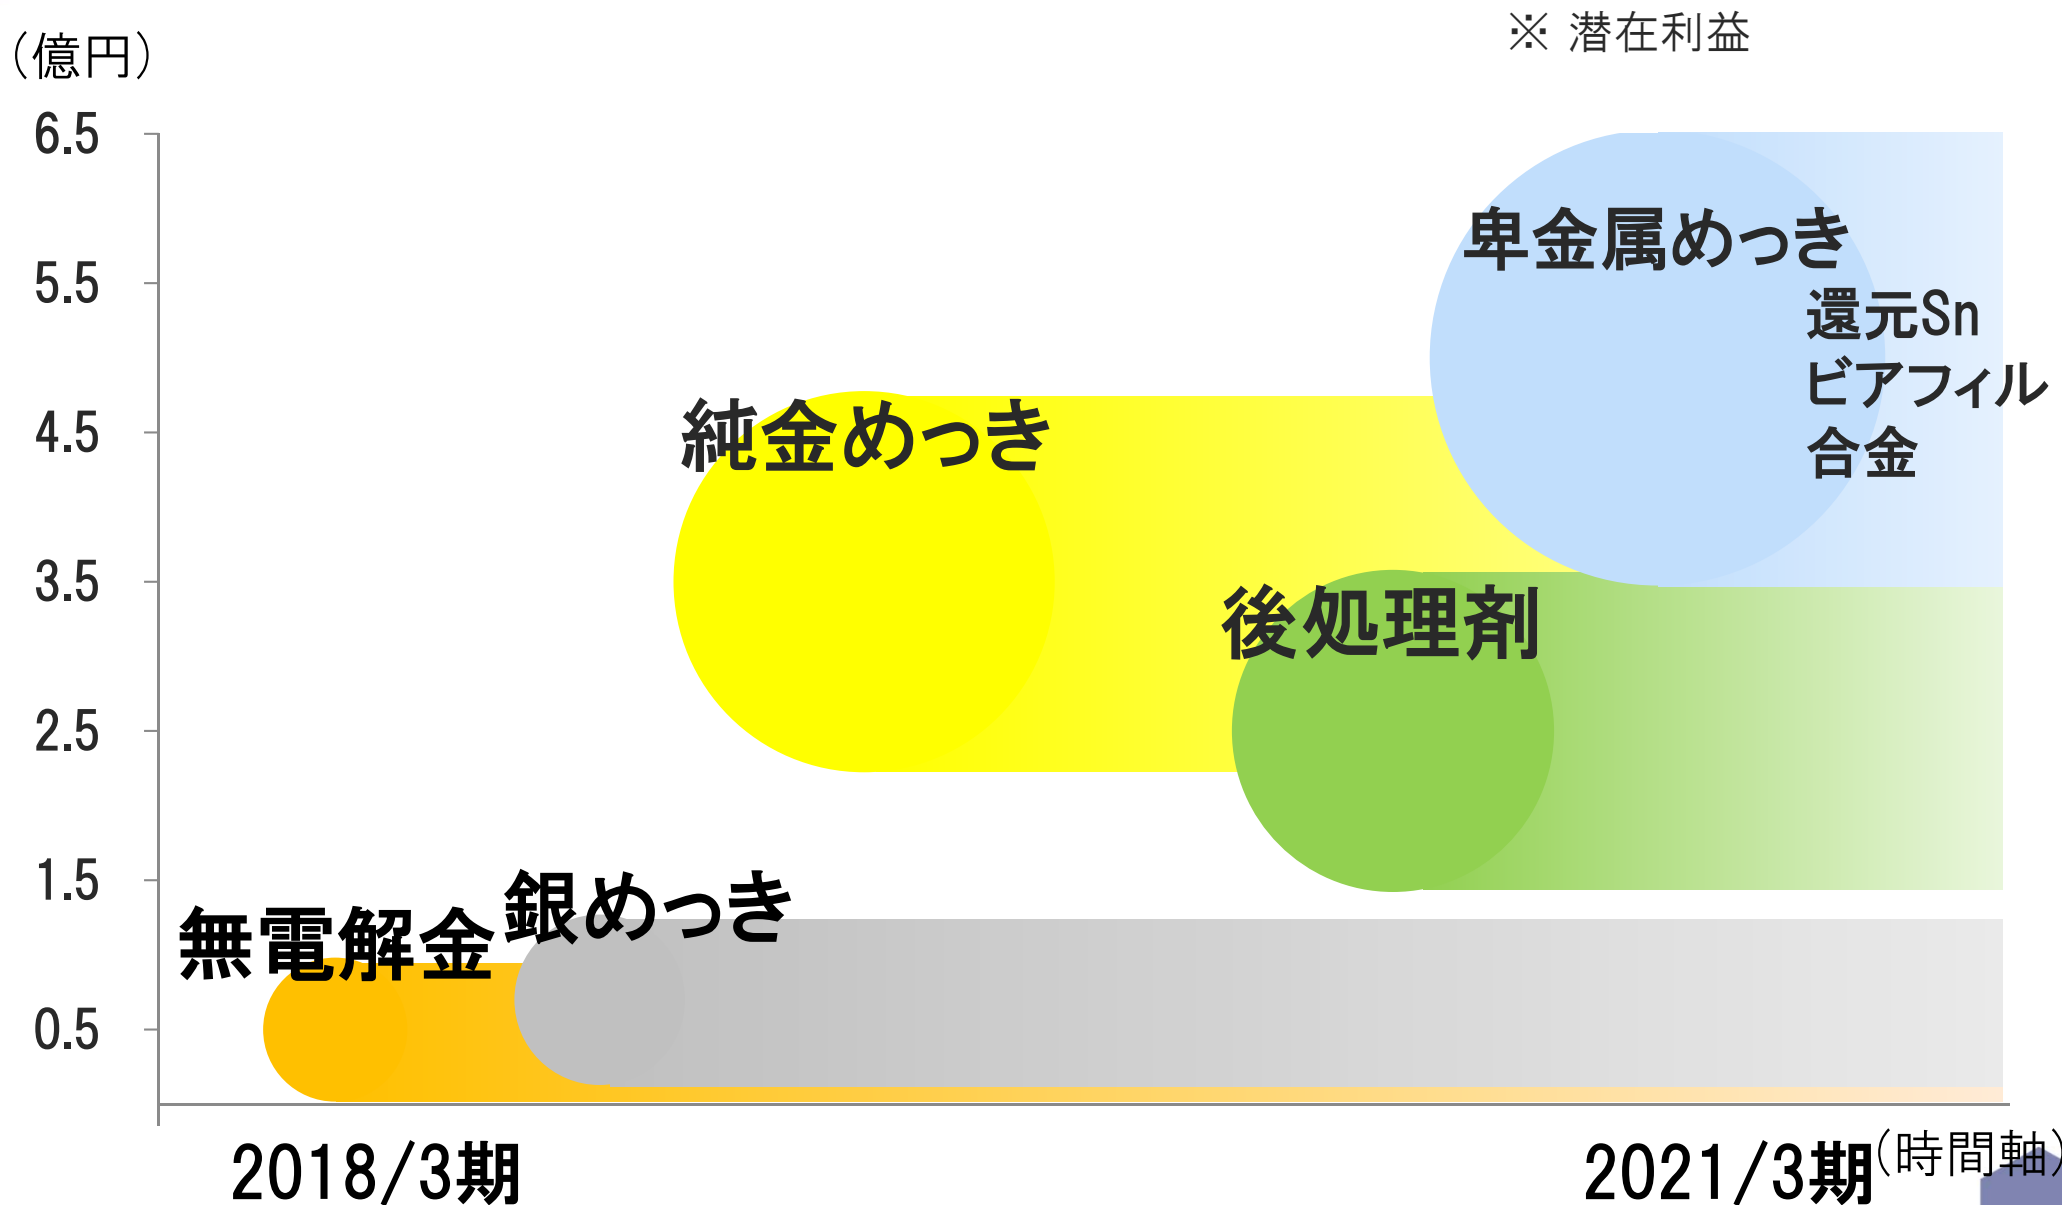 ※ 潜在利益
(億円)
6.5
5.5
4.5
3.5
2.5
1.5
0.5
卑金属めっき
還元Sn
ビアフィル
合金
純金めっき
後処理剤
銀めっき
無電解金
2018/3期
2021/3期
(時間軸)